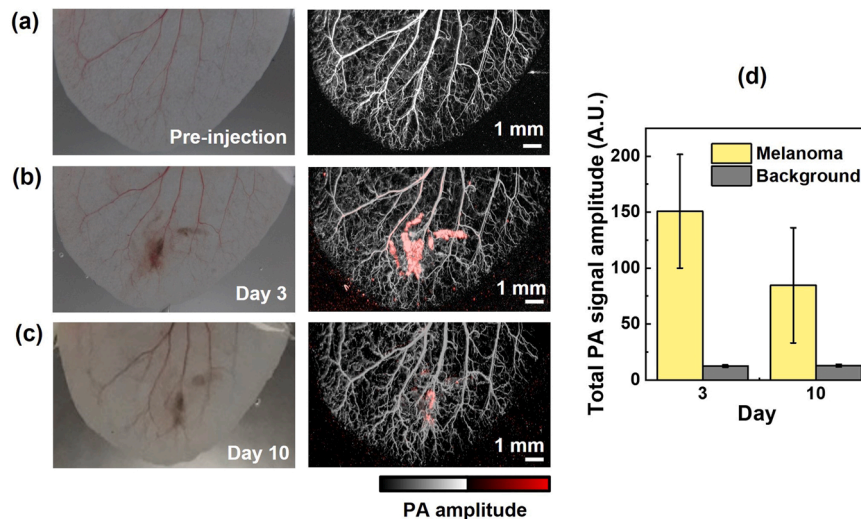 (a)
Pre-injection
1 mm
(b)
Day 3
1 mm
(c)
Day 10
1 mm
PA amplitude
(d)
Total PA signal amplitude (A.U.)
200
150
100
50
0
Melanoma
Background
3
10
Day